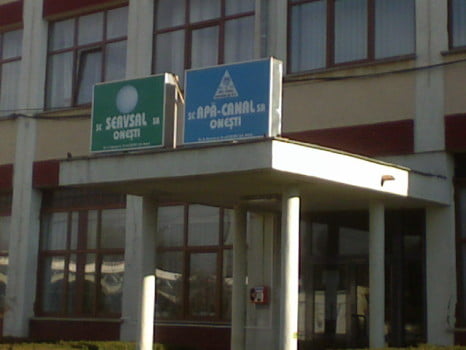 SC SERVSAL SA
ONEȘTI
SC APĂ-CANAL SA
ONEȘTI